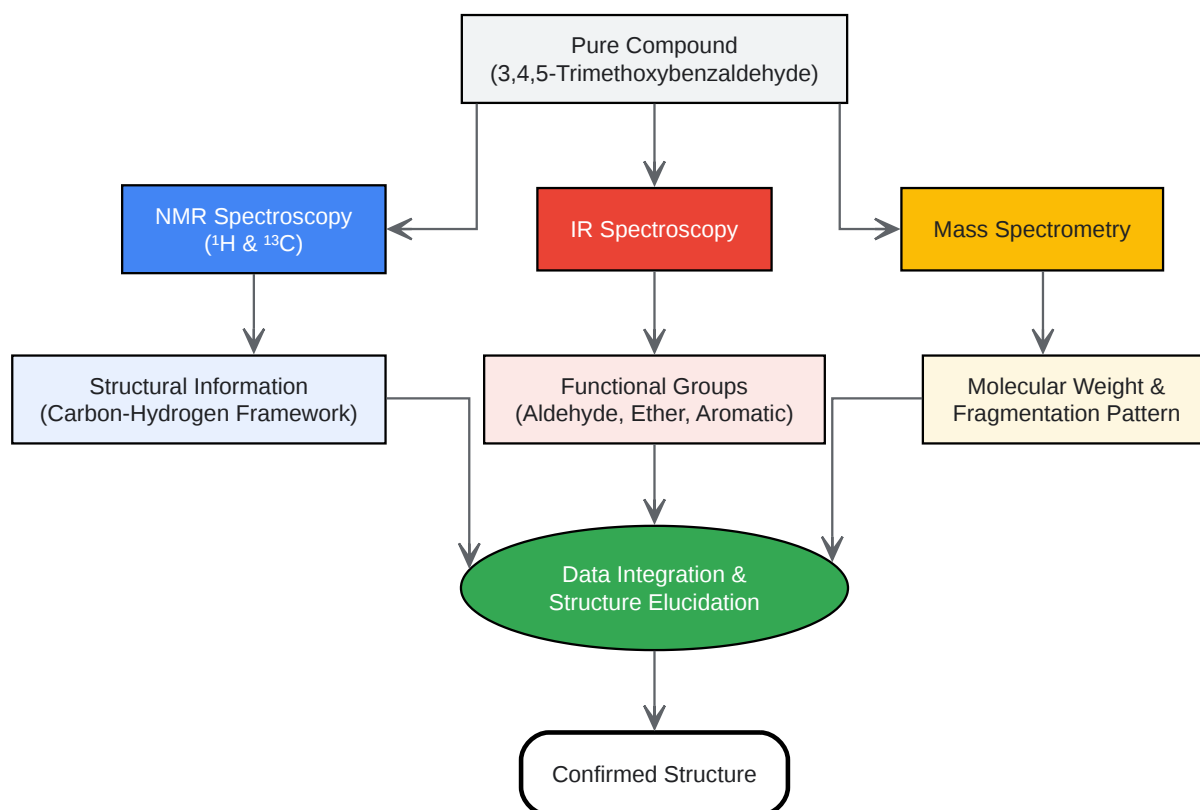 Pure Compound
(3,4,5-Trimethoxybenzaldehyde)
NMR Spectroscopy
(¹H & ¹³C)
IR Spectroscopy
Mass Spectrometry
Structural Information
(Carbon-Hydrogen Framework)
Functional Groups
(Aldehyde, Ether, Aromatic)
Molecular Weight &
Fragmentation Pattern
Data Integration &
Structure Elucidation
Confirmed Structure